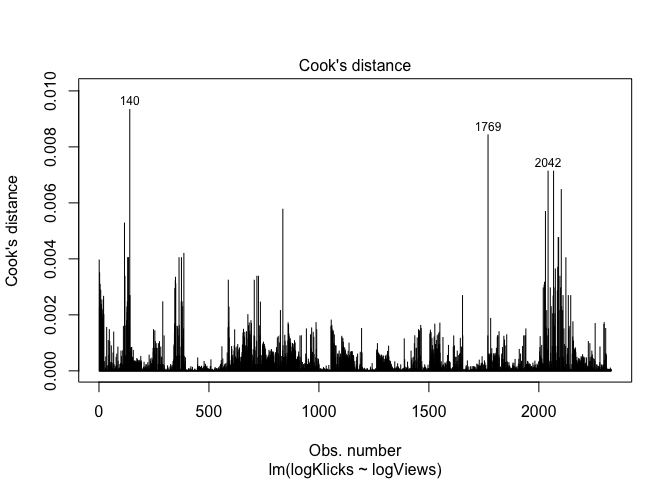 Cook's distance
0.010
140
0.008
1769
2042
0.006
Cook's distance
0.004
0.002
0.000
0 500 1000 1500 2000
Obs. number
lm(logKlicks ~ logViews)